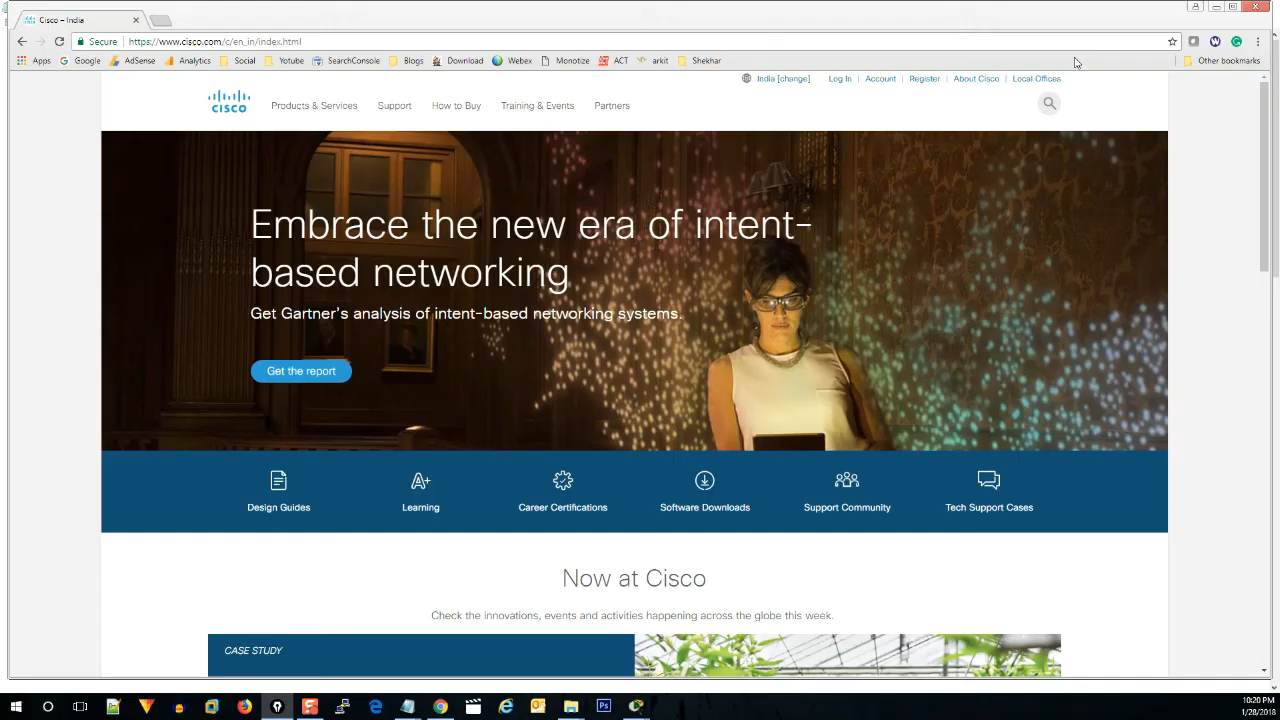 Cisco – India
Secure https://www.cisco.com/c/en_in/index.html
Apps Google AdSense Analytics Social Youtube SearchConsole Blogs Download Webex Monetize ACT arkit Shekhar Other bookmarks
India [change] Log In Account Register About Cisco Local Offices
CISCO Products & Services Support How to Buy Training & Events Partners
Embrace the new era of intent-
based networking
Get Gartner's analysis of intent-based networking systems.
Get the report
Design Guides Learning Career Certifications Software Downloads Support Community Tech Support Cases
Now at Cisco
Check the innovations, events and activities happening across the globe this week.
CASE STUDY
10:20 PM
1/28/2018